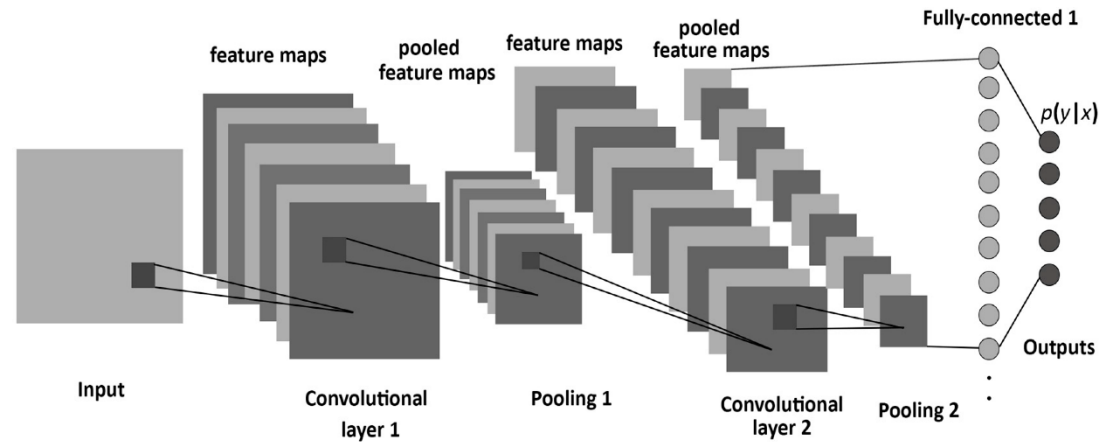 feature maps
pooled
feature maps
feature maps
pooled
feature maps
Fully-connected 1
p(y|x)
Input
Convolutional
layer 1
Pooling 1
Convolutional
layer 2
Pooling 2
Outputs